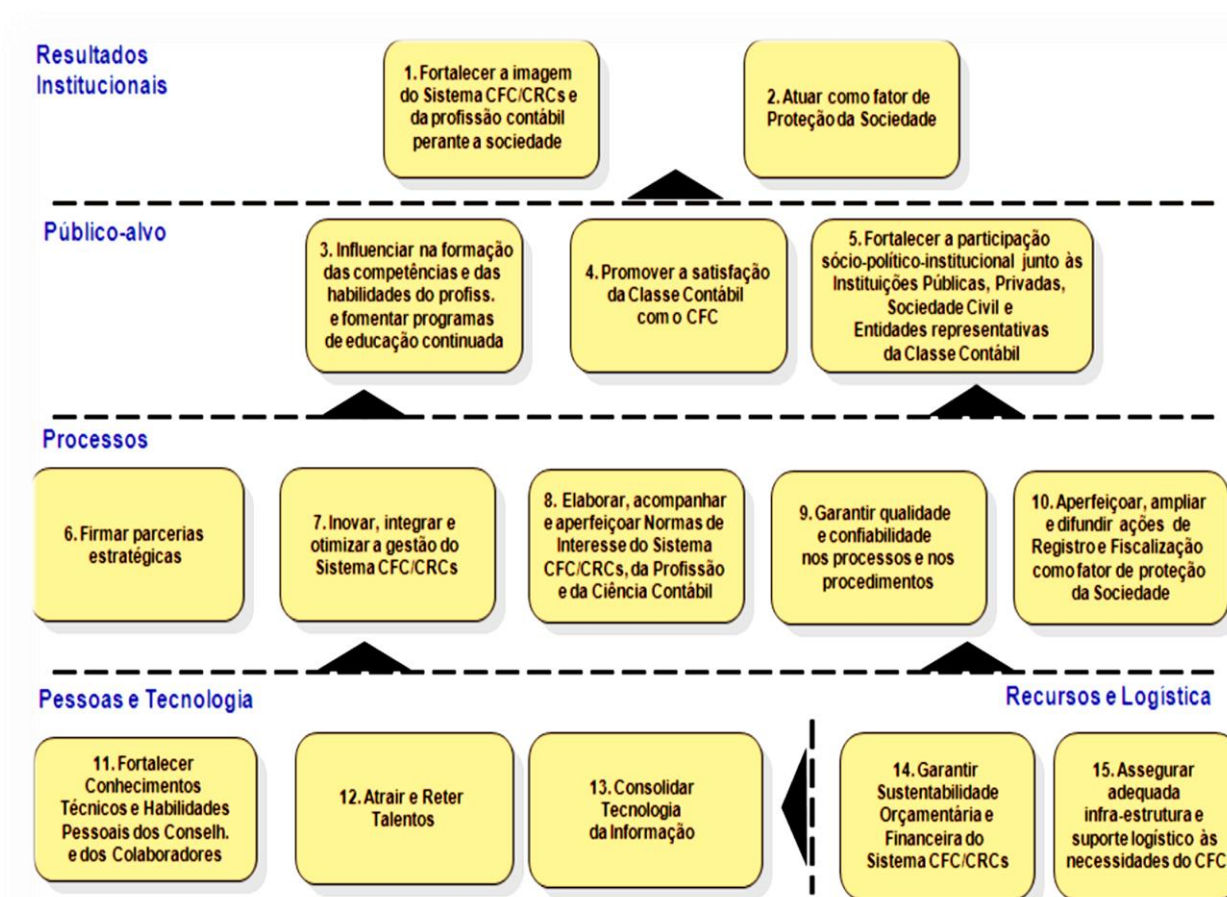 Resultados
Institucionais
1. Fortalecer a imagem
do Sistema CFC/CRCs e
da profissão contábil
perante a sociedade
2. Atuar como fator de
Proteção da Sociedade
Público-alvo
3. Influenciar na formação
das competências e das
habilidades do profiss.
e fomentar programas
de educação continuada
4. Promover a satisfação
da Classe Contábil
com o CFC
5. Fortalecer a participação
sócio-político-institucional junto às
Instituições Públicas, Privadas,
Sociedade Civil e
Entidades representativas
da Classe Contábil
Processos
6. Firmar parcerias
estratégicas
7. Inovar, integrar e
otimizar a gestão do
Sistema CFC/CRCs
8. Elaborar, acompanhar
e aperfeiçoar Normas de
Interesse do Sistema
CFC/CRCs, da Profissão
e da Ciência Contábil
9. Garantir qualidade
e confiabilidade
nos processos e nos
procedimentos
10. Aperfeiçoar, ampliar
e difundir ações de
Registro e Fiscalização
como fator de proteção
da Sociedade
Pessoas e Tecnologia
Recursos e Logística
11. Fortalecer
Conhecimentos
Técnicos e Habilidades
Pessoais dos Conselh.
e dos Colaboradores
12. Atrair e Reter
Talentos
13. Consolidar
Tecnologia
da Informação
14. Garantir
Sustentabilidade
Orçamentária e
Financeira do
Sistema CFC/CRCs
15. Assegurar
adequada
infra-estrutura e
suporte logístico às
necessidades do CFC